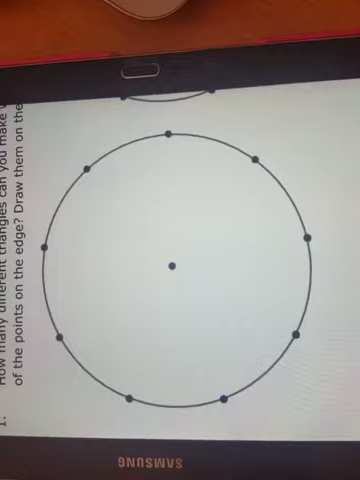 1. How many different triangles can you make
of the points on the edge? Draw them on the
SAMSUNG